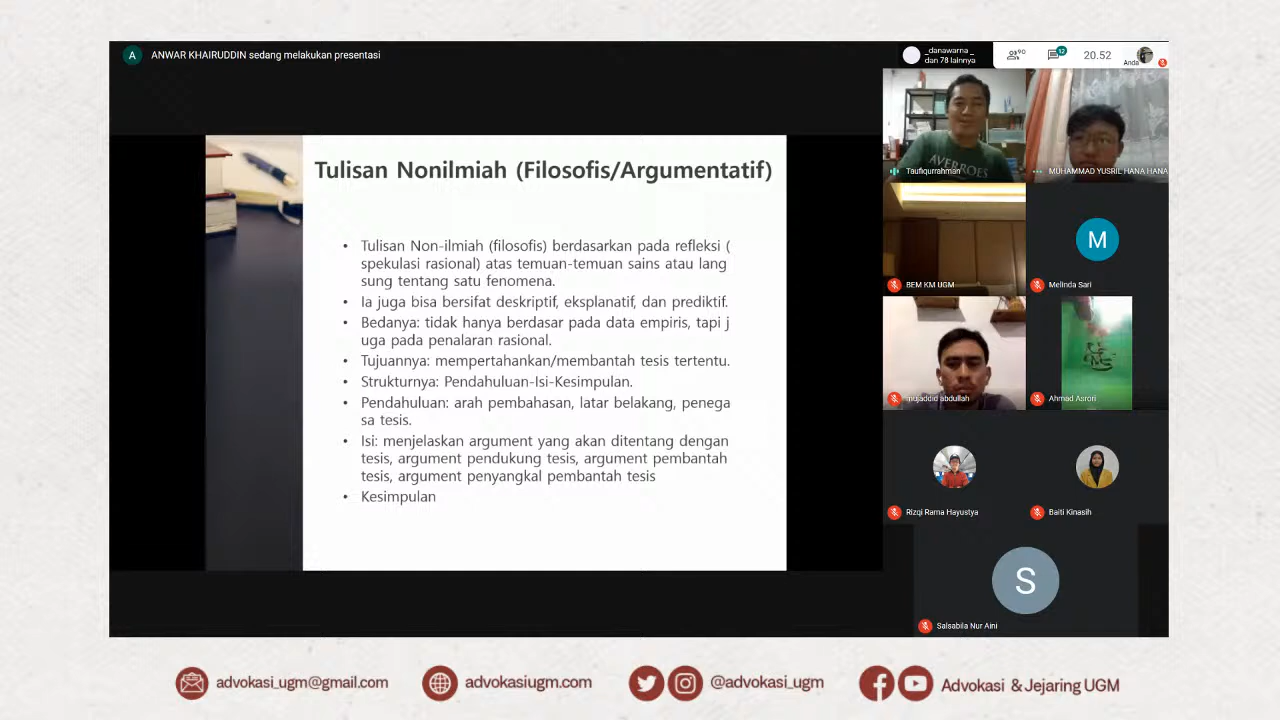 A ANWAR KHAIRUDDIN sedang melakukan presentasi
_danawarna_
dan 78 lainnya
90
12
20.52
Anda
Tulisan Nonilmiah (Filosofis/Argumentatif)
• Tulisan Non-ilmiah (filosofis) berdasarkan pada refleksi (
spekulasi rasional) atas temuan-temuan sains atau lang
sung tentang satu fenomena.
• Ia juga bisa bersifat deskriptif, eksplanatif, dan prediktif.
• Bedanya: tidak hanya berdasar pada data empiris, tapi j
uga pada penalaran rasional.
• Tujuannya: mempertahankan/membantah tesis tertentu.
• Strukturnya: Pendahuluan-Isi-Kesimpulan.
• Pendahuluan: arah pembahasan, latar belakang, penega
sa tesis.
• Isi: menjelaskan argument yang akan ditentang dengan
tesis, argument pendukung tesis, argument pembantah
tesis, argument penyangkal pembantah tesis
• Kesimpulan
AVERROES
Taufiqurrahman
MUHAMMAD YUSRIL HANA HANA
BEM KM UGM
M
Melinda Sari
mujaddid abdullah
Ahmad Asrori
Rizqi Rama Hayustya
Baiti Kinasih
S
Salsabila Nur Aini
advokasi_ugm@gmail.com
advokasiugm.com
@advokasi_ugm
Advokasi & Jejaring UGM